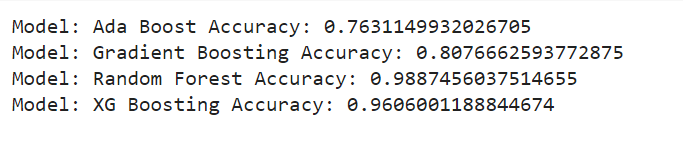 Model: Ada Boost Accuracy: 0.7631149932026705
Model: Gradient Boosting Accuracy: 0.8076662593772875
Model: Random Forest Accuracy: 0.9887456037514655
Model: XG Boosting Accuracy: 0.9606001188844674